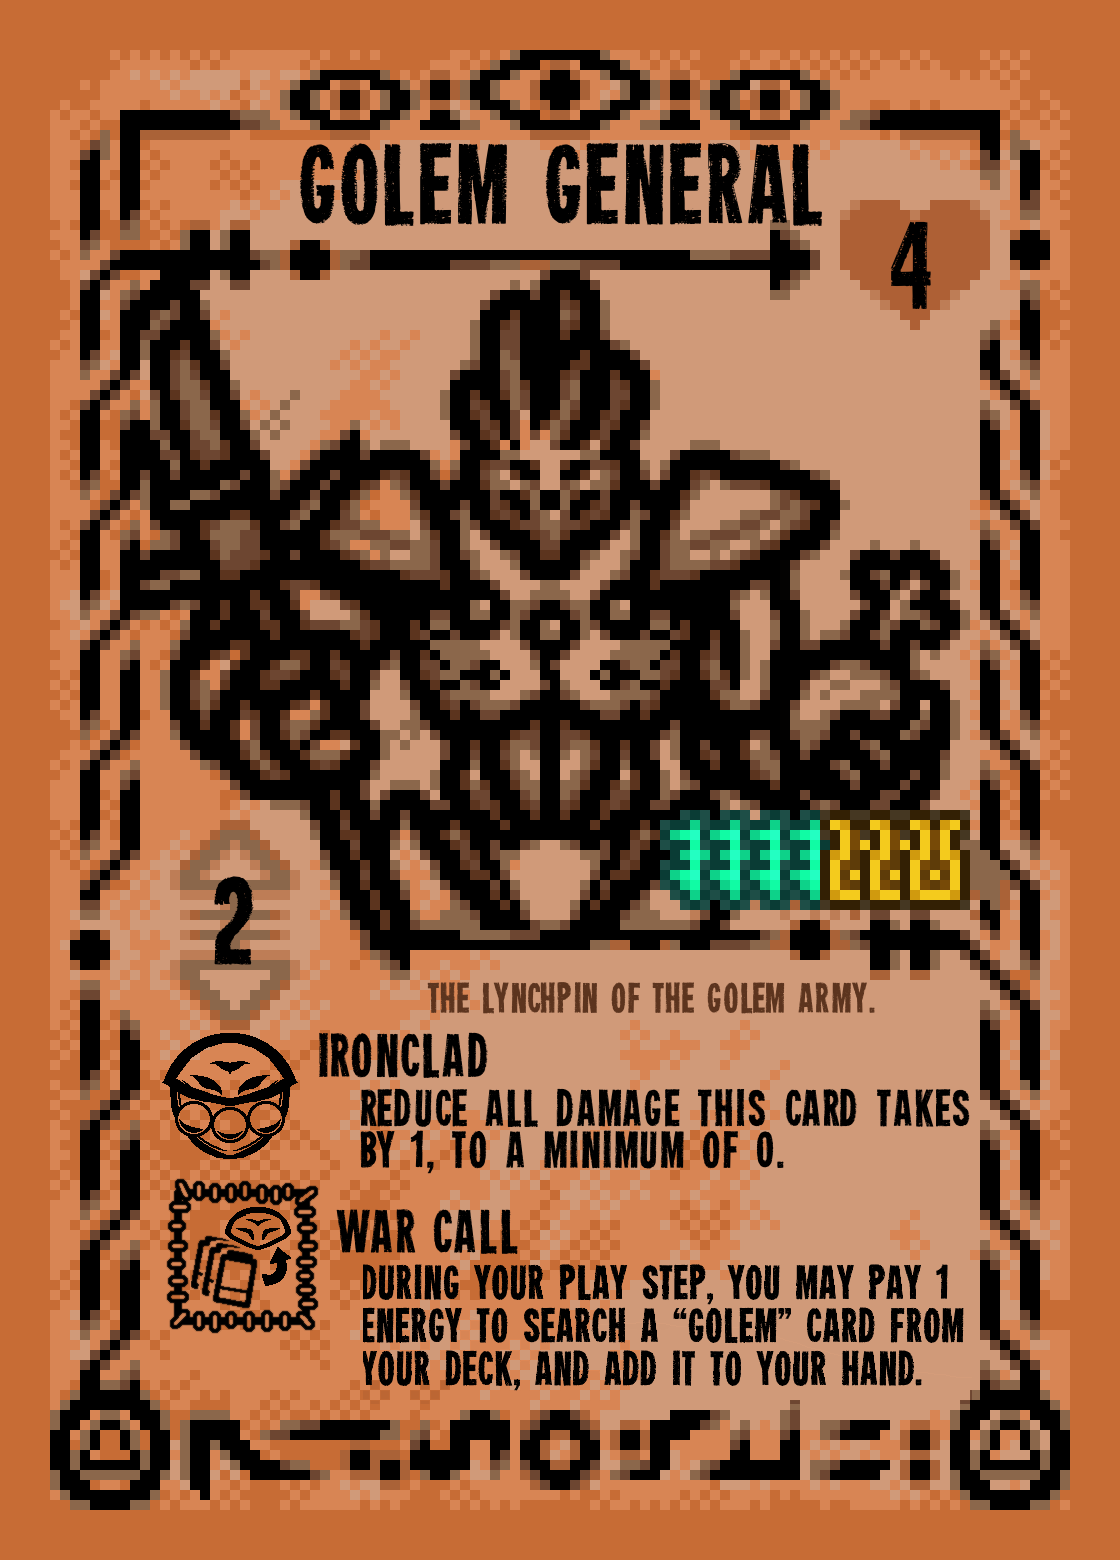 GOLEM GENERAL
4
2
THE LYNCHPIN OF THE GOLEM ARMY.
IRONCLAD
REDUCE ALL DAMAGE THIS CARD TAKES
BY 1, TO A MINIMUM OF 0.
WAR CALL
DURING YOUR PLAY STEP, YOU MAY PAY 1
ENERGY TO SEARCH A “GOLEM” CARD FROM
YOUR DECK, AND ADD IT TO YOUR HAND.